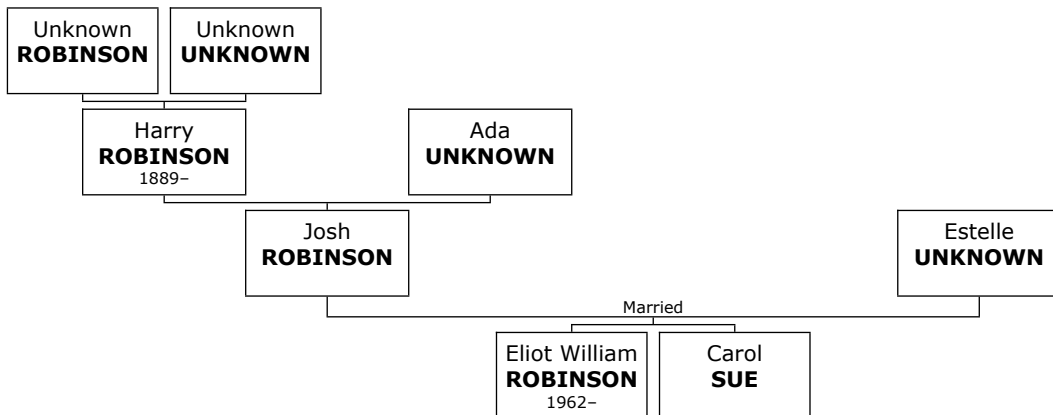 Unknown
ROBINSON
Unknown
UNKNOWN
Harry
ROBINSON
1889–
Ada
UNKNOWN
Josh
ROBINSON
Estelle
UNKNOWN
Married
Eliot William
ROBINSON
1962–
Carol
SUE